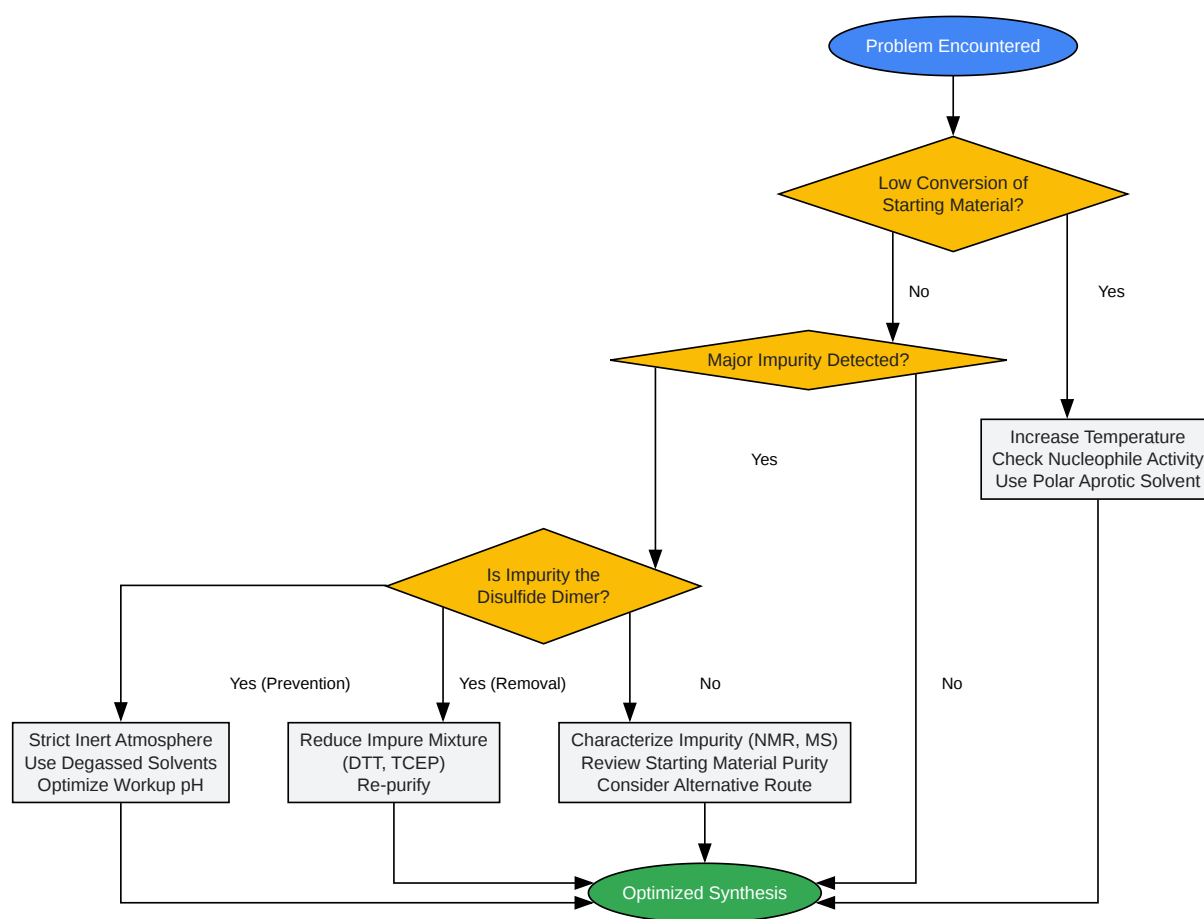 Problem Encountered
Low Conversion of
Starting Material?
No
Yes
Major Impurity Detected?
Increase Temperature
Check Nucleophile Activity
Use Polar Aprotic Solvent
Yes
Is Impurity the
Disulfide Dimer?
Yes (Prevention)
Yes (Removal)
No
No
Strict Inert Atmosphere
Use Degassed Solvents
Optimize Workup pH
Reduce Impure Mixture
(DTT, TCEP)
Re-purify
Characterize Impurity (NMR, MS)
Review Starting Material Purity
Consider Alternative Route
Optimized Synthesis